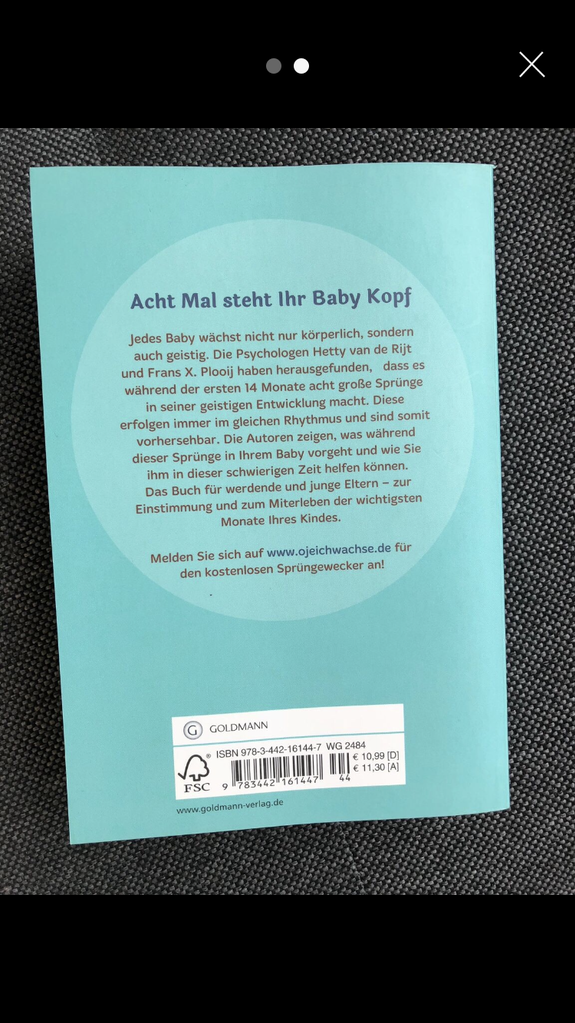 Acht Mal steht Ihr Baby Kopf
Jedes Baby wächst nicht nur körperlich, sondern
auch geistig. Die Psychologen Hetty van de Rijt
und Frans X. Plooij haben herausgefunden, dass es
während der ersten 14 Monate acht große Sprünge
in seiner geistigen Entwicklung macht. Diese
erfolgen immer im gleichen Rhythmus und sind somit
vorhersehbar. Die Autoren zeigen, was während
dieser Sprünge in Ihrem Baby vorgeht und wie Sie
ihm in dieser schwierigen Zeit helfen können.
Das Buch für werdende und junge Eltern – zur
Einstimmung und zum Miterleben der wichtigsten
Monate Ihres Kindes.
Melden Sie sich auf www.ojeichwachse.de für
den kostenlosen Sprüngewecker an!
G GOLDMANN
ISBN 978-3-442-16144-7 WG 2484
€ 10,99 [D]
€ 11,30 [A]
FSC®
9 783442 161447 44
www.goldmann-verlag.de